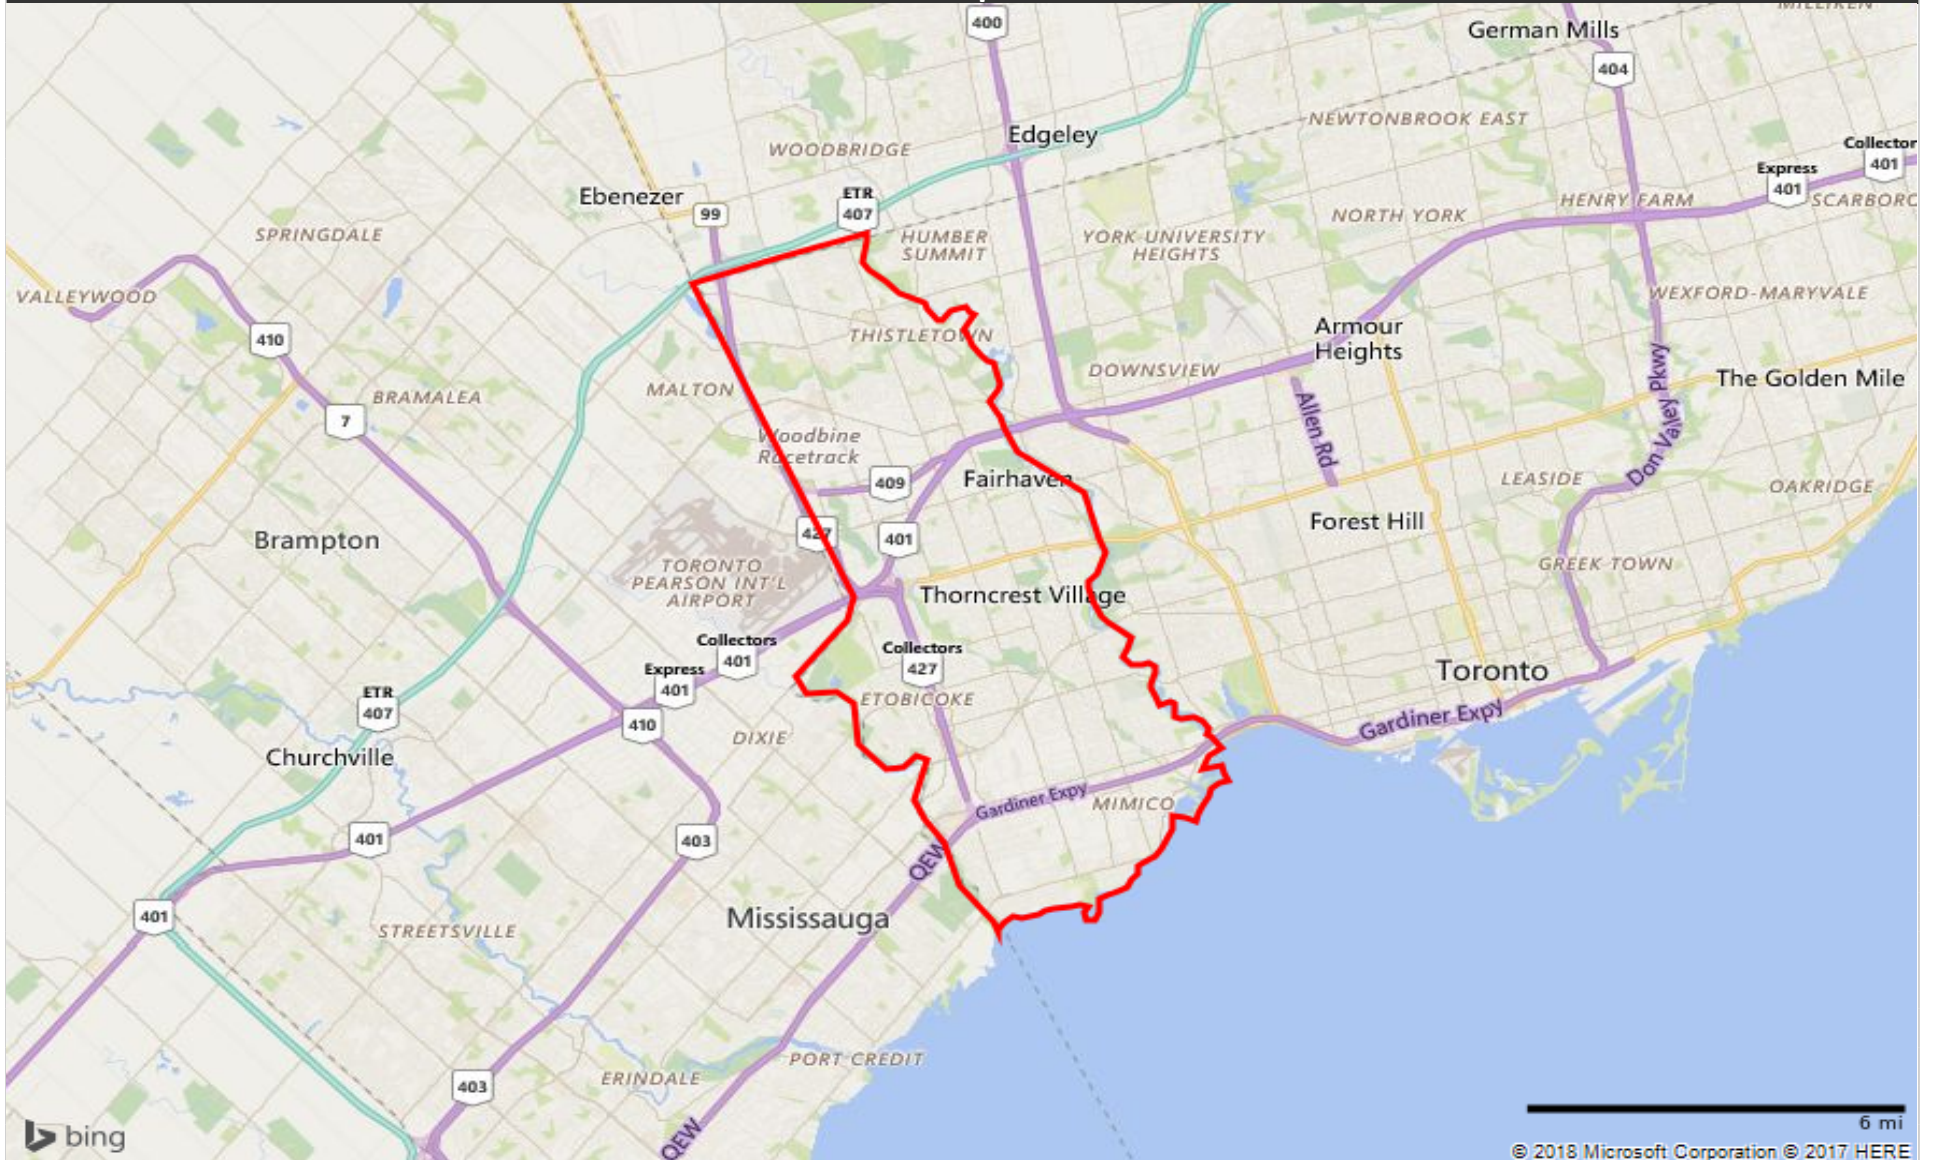 MILLIKEN
400
German Mills
404
NEWTONBROOK EAST
Edgeley
WOODBRIDGE
Collector
401
Express
401
Ebenezer
99
ETR
407
HENRY FARM
SCARBORO
NORTH YORK
SPRINGDALE
HUMBER
SUMMIT
YORK UNIVERSITY
HEIGHTS
VALLEYWOOD
WEXFORD-MARYVALE
410
THISTLETOWN
Armour
Heights
DOWNSVIEW
MALTON
BRAMALEA
The Golden Mile
Don Valley Pkwy
7
Allen Rd
Woodbine
Racetrack
409
Fairhaven
LEASIDE
OAKRIDGE
427
401
Forest Hill
Brampton
TORONTO
PEARSON INT'L
AIRPORT
GREEK TOWN
Thorncrest Village
Collectors
401
Collectors
427
Express
401
Toronto
ETR
407
ETOBICOKE
410
DIXIE
Gardiner Expy
Churchville
Gardiner Expy
MIMICO
401
403
QEW
401
Mississauga
STREETSVILLE
PORT CREDIT
ERINDALE
403
QEW
bing
6 mi
© 2018 Microsoft Corporation © 2017 HERE